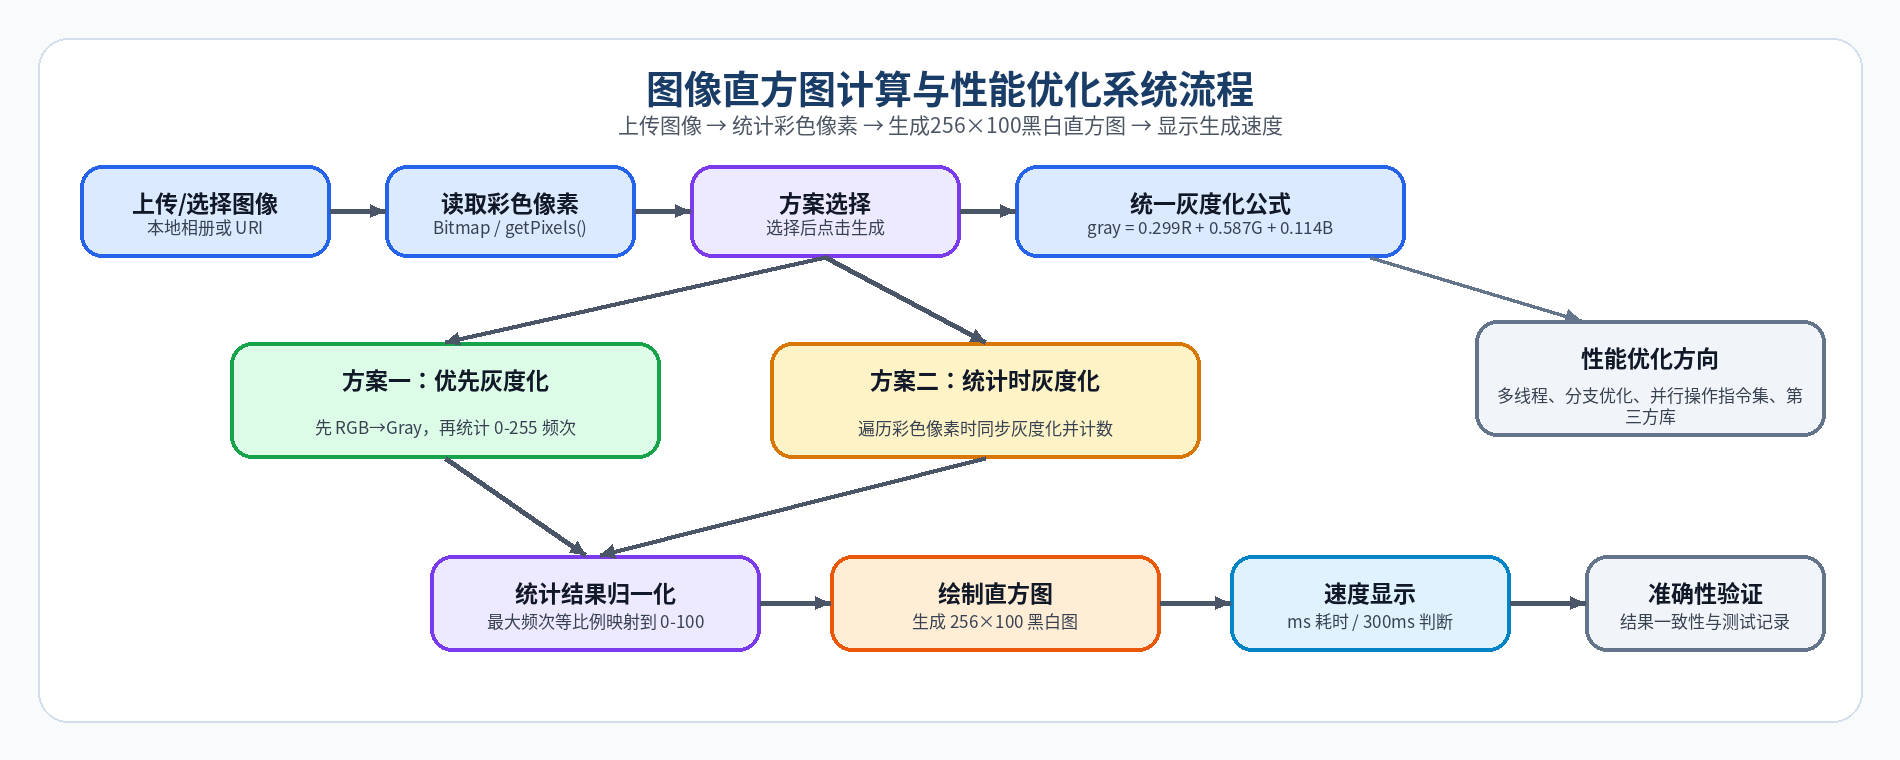 图像直方图计算与性能优化系统流程
上传图像 → 统计彩色像素 → 生成256×100黑白直方图 → 显示生成速度
上传/选择图像
本地相册或 URI
读取彩色像素
Bitmap / getPixels()
方案选择
选择后点击生成
统一灰度化公式
gray = 0.299R + 0.587G + 0.114B
方案一：优先灰度化
先 RGB→Gray，再统计 0-255 频次
方案二：统计时灰度化
遍历彩色像素时同步灰度化并计数
性能优化方向
多线程、分支优化、并行操作指令集、第
三方库
统计结果归一化
最大频次等比例映射到 0-100
绘制直方图
生成 256×100 黑白图
速度显示
ms 耗时 / 300ms 判断
准确性验证
结果一致性与测试记录